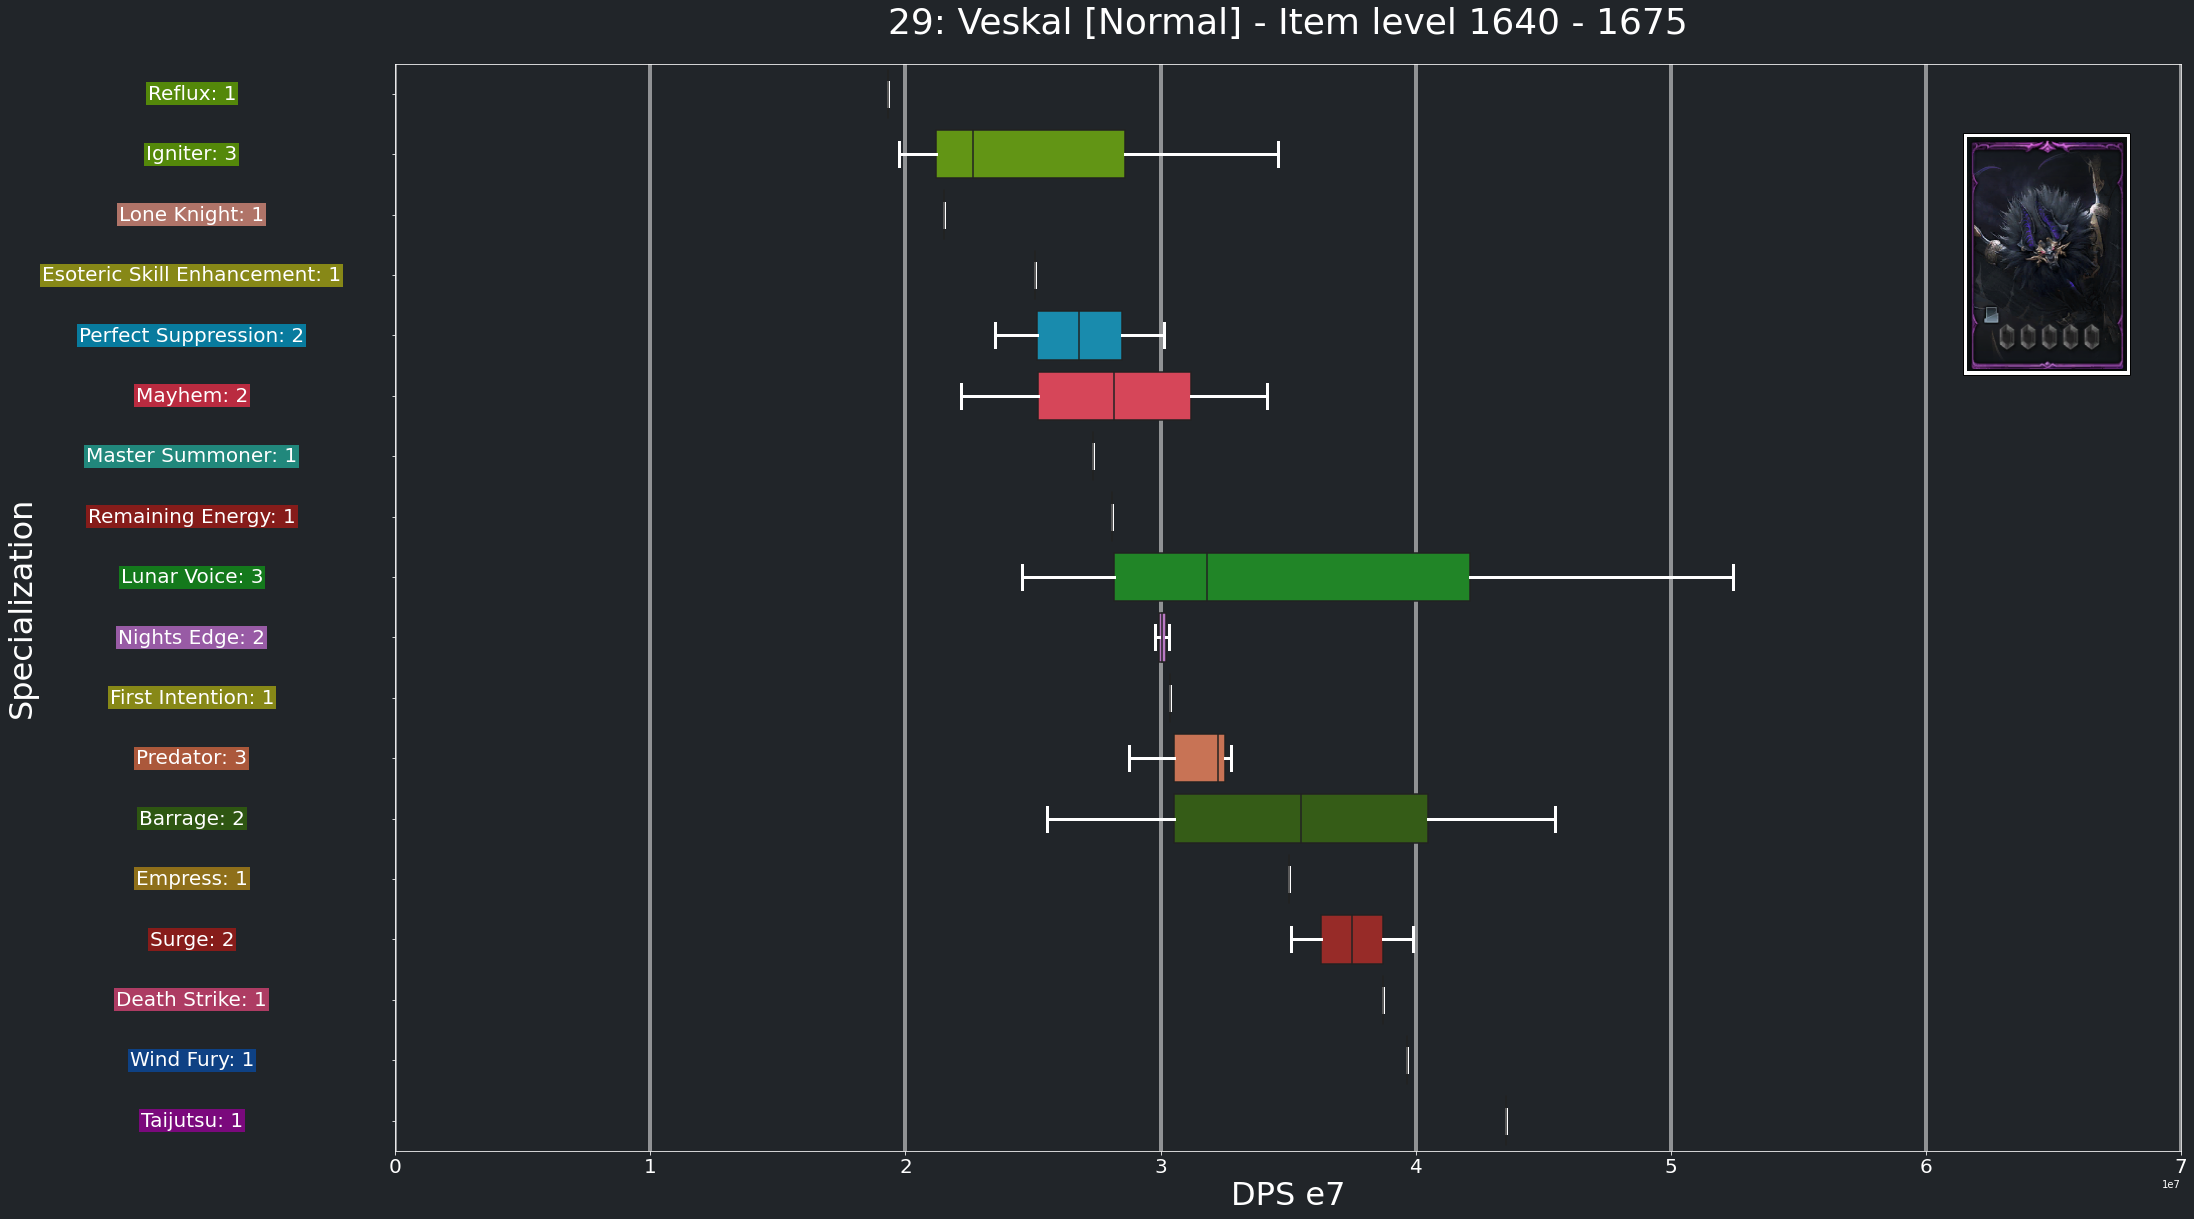 29: Veskal [Normal] - Item level 1640 - 1675
Reflux: 1
Igniter: 3
Lone Knight: 1
Esoteric Skill Enhancement: 1
Perfect Suppression: 2
Mayhem: 2
Master Summoner: 1
Remaining Energy: 1
Lunar Voice: 3
Nights Edge: 2
First Intention: 1
Predator: 3
Barrage: 2
Empress: 1
Surge: 2
Death Strike: 1
Wind Fury: 1
Taijutsu: 1
Specialization
0 1 2 3 4 5 6 7
1e7
DPS e7